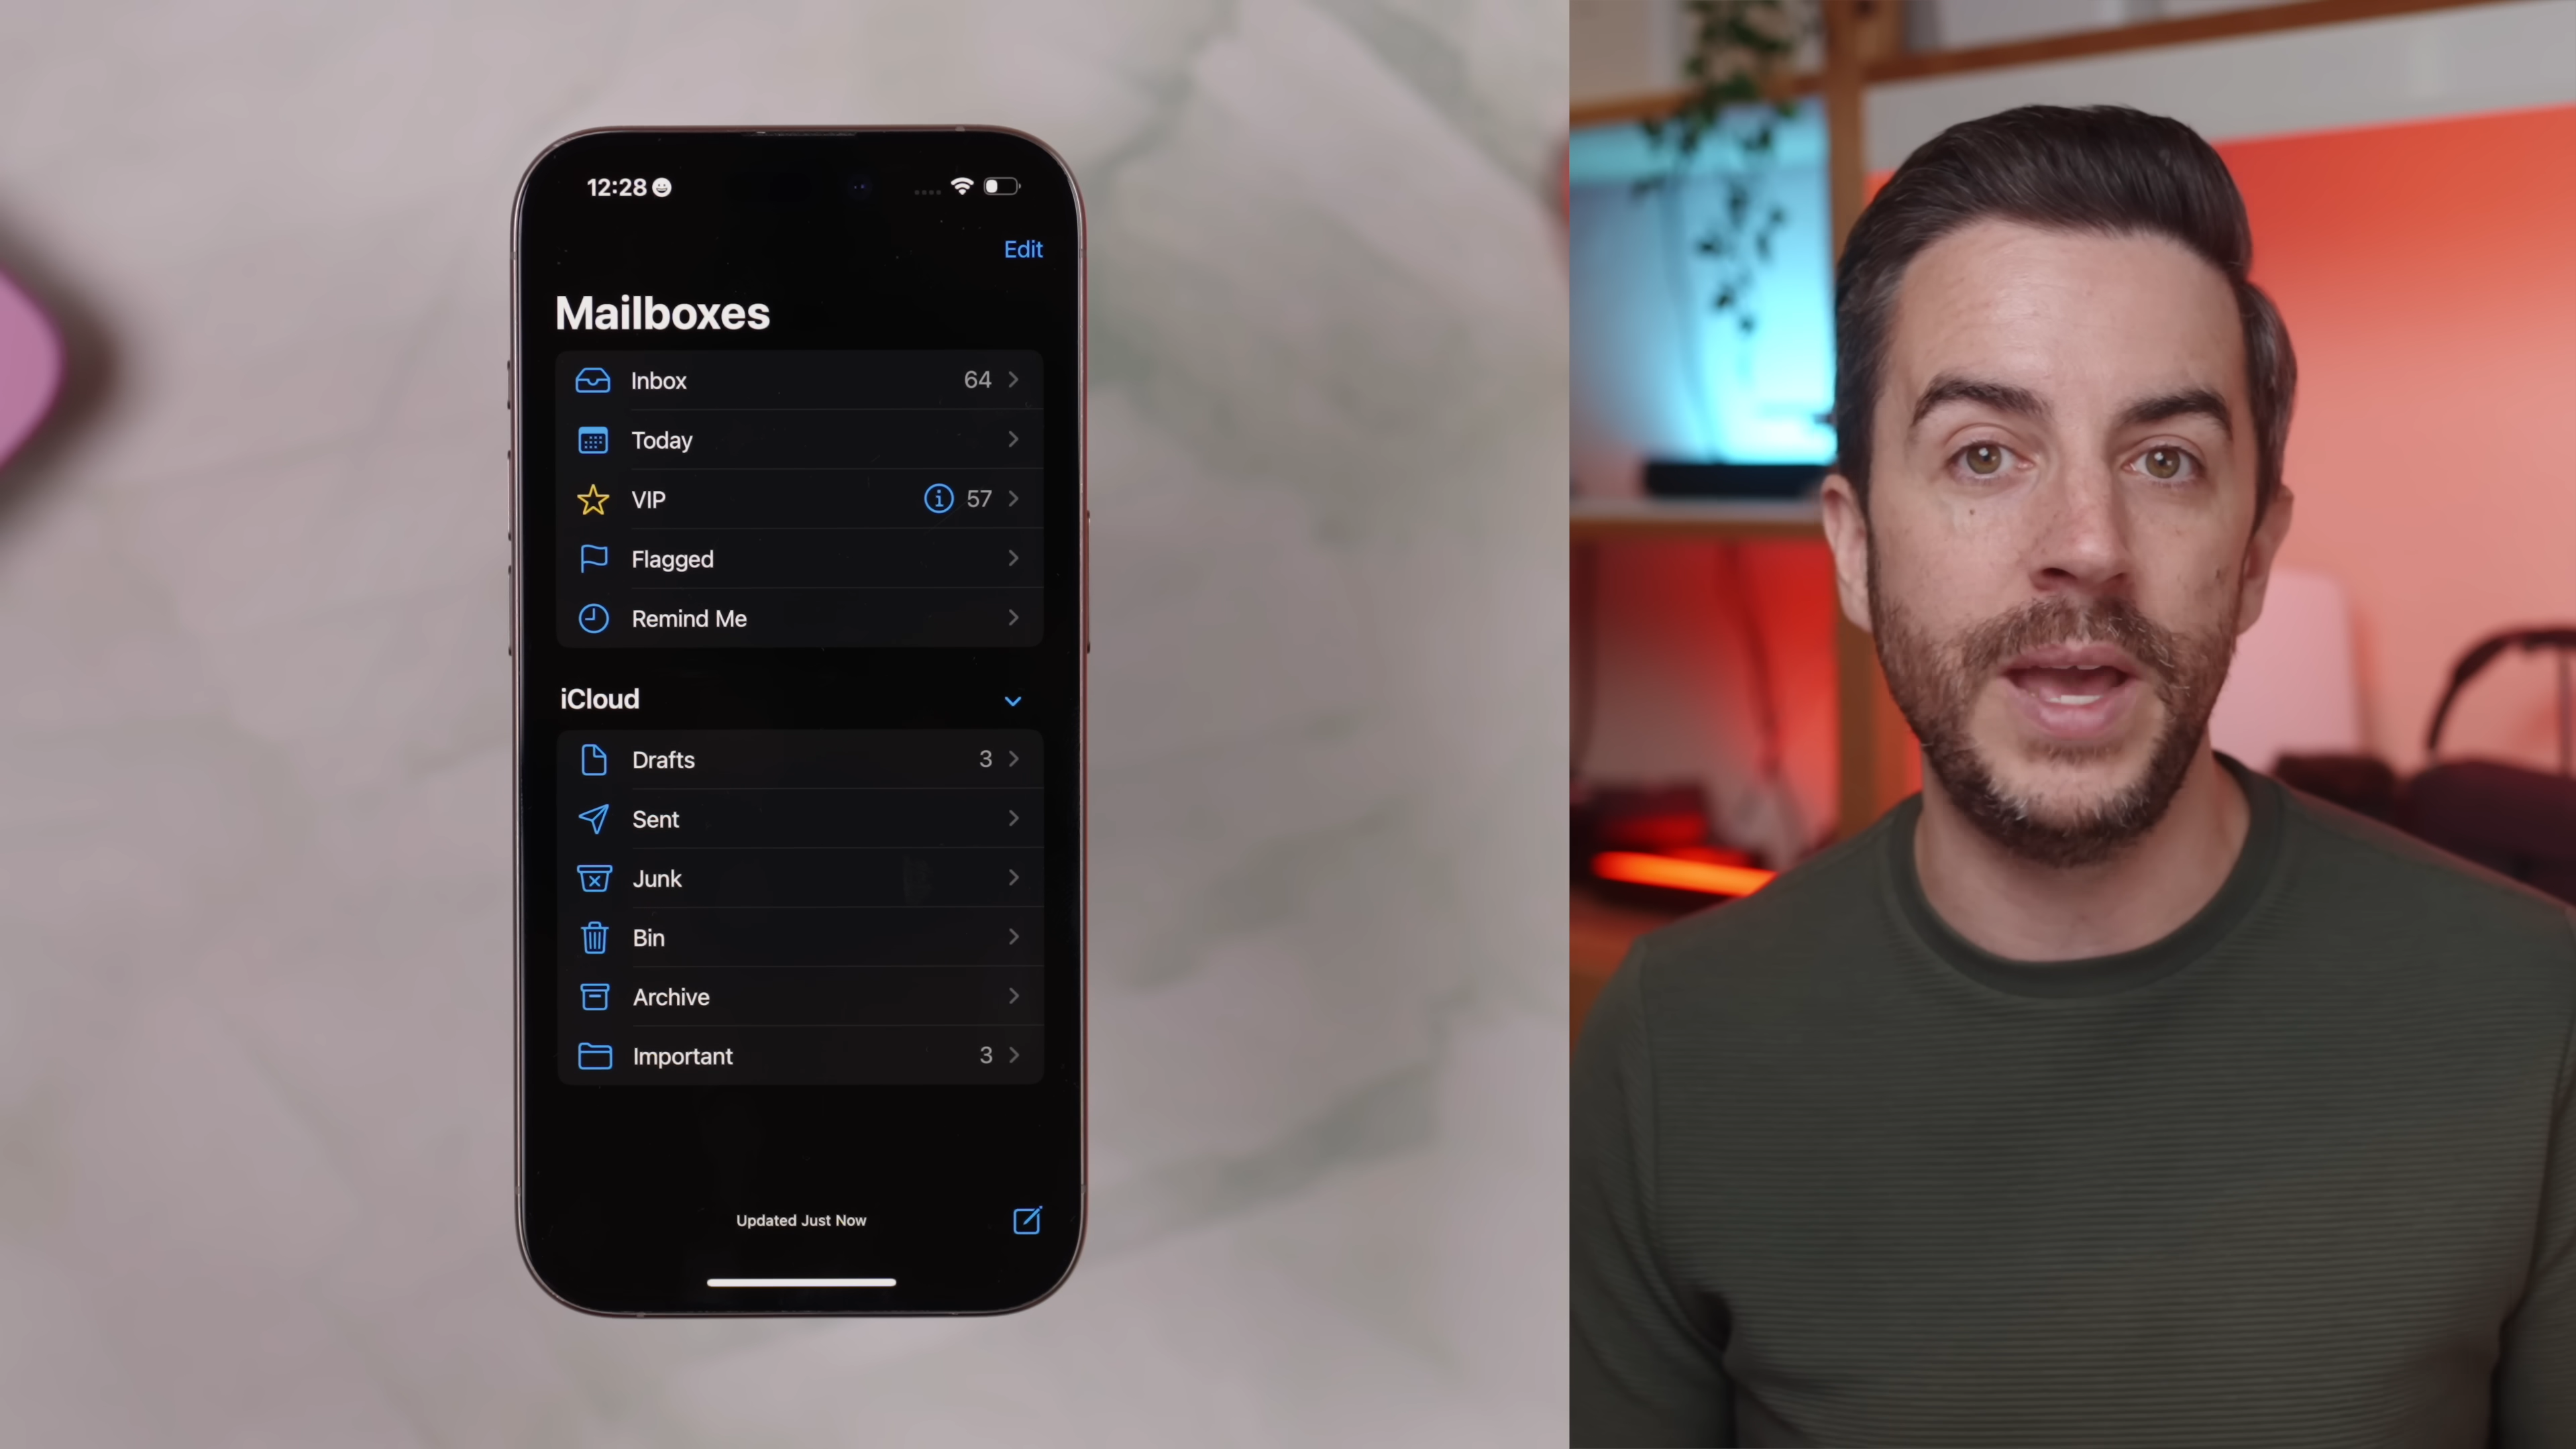 12:28
Edit
Mailboxes
Inbox 64
Today
VIP 57
Flagged
Remind Me
iCloud
Drafts 3
Sent
Junk
Bin
Archive
Important 3
Updated Just Now